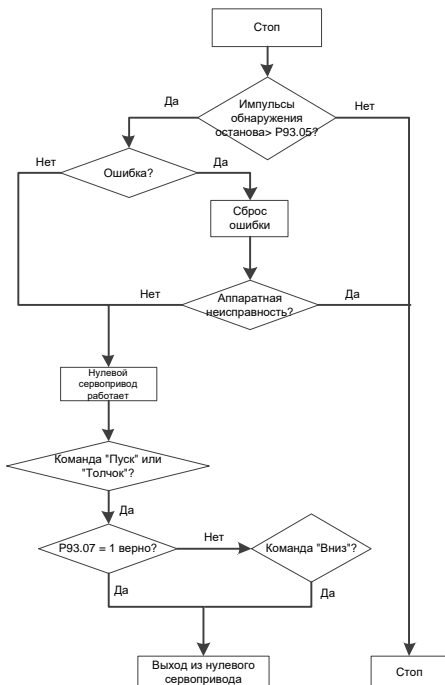 Стоп
Да
Импульсы
обнаружения
останова> P93.05?
Нет
Нет
Ошибка?
Да
Сброс
ошибки
Нет
Аппаратная
неисправность?
Да
Нулевой
сервопривод
работает
Команда "Пуск" или
"Толчок"?
Да
P93.07 = 1 верно?
Нет
Команда "Вниз"?
Да
Да
Выход из нулевого
сервопривода
Стоп